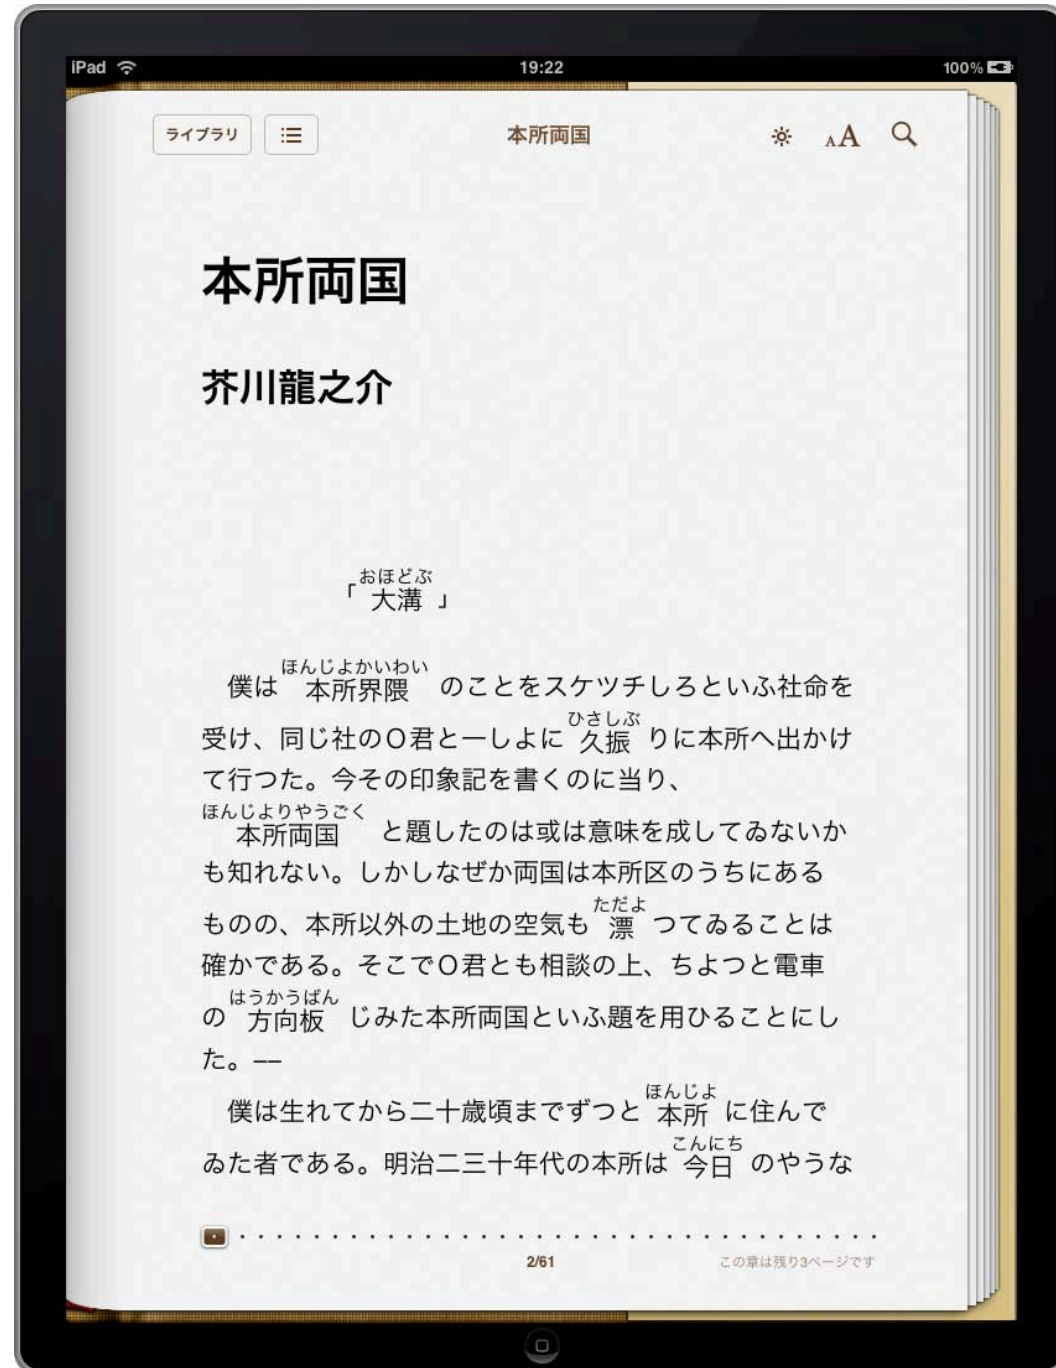 iPad 19:22 100%
ライブラリ 本所両国 AA
本所両国
芥川龍之介
おほどぶ
「大溝」
ほんじよかいわい
僕は本所界隈のことをスケツチしろといふ社命を
ひさしぶ
受け、同じ社のO君と一しよに久振りに本所へ出かけ
て行つた。今その印象記を書くのに当り、
ほんじよりやうごく
本所両国と題したのは或は意味を成してゐないか
も知れない。しかしなぜか両国は本所区のうちにある
ただよ
ものの、本所以外の土地の空気も漂つてゐることは
確かである。そこでO君とも相談の上、ちよつと電車
はうかうばん
の方向板じみた本所両国といふ題を用ひることにし
た。——
ほんじよ
僕は生れてから二十歳頃までずつと本所に住んで
こんにち
ゐた者である。明治二三十年代の本所は今日のやうな
2/61 この章は残り3ページです